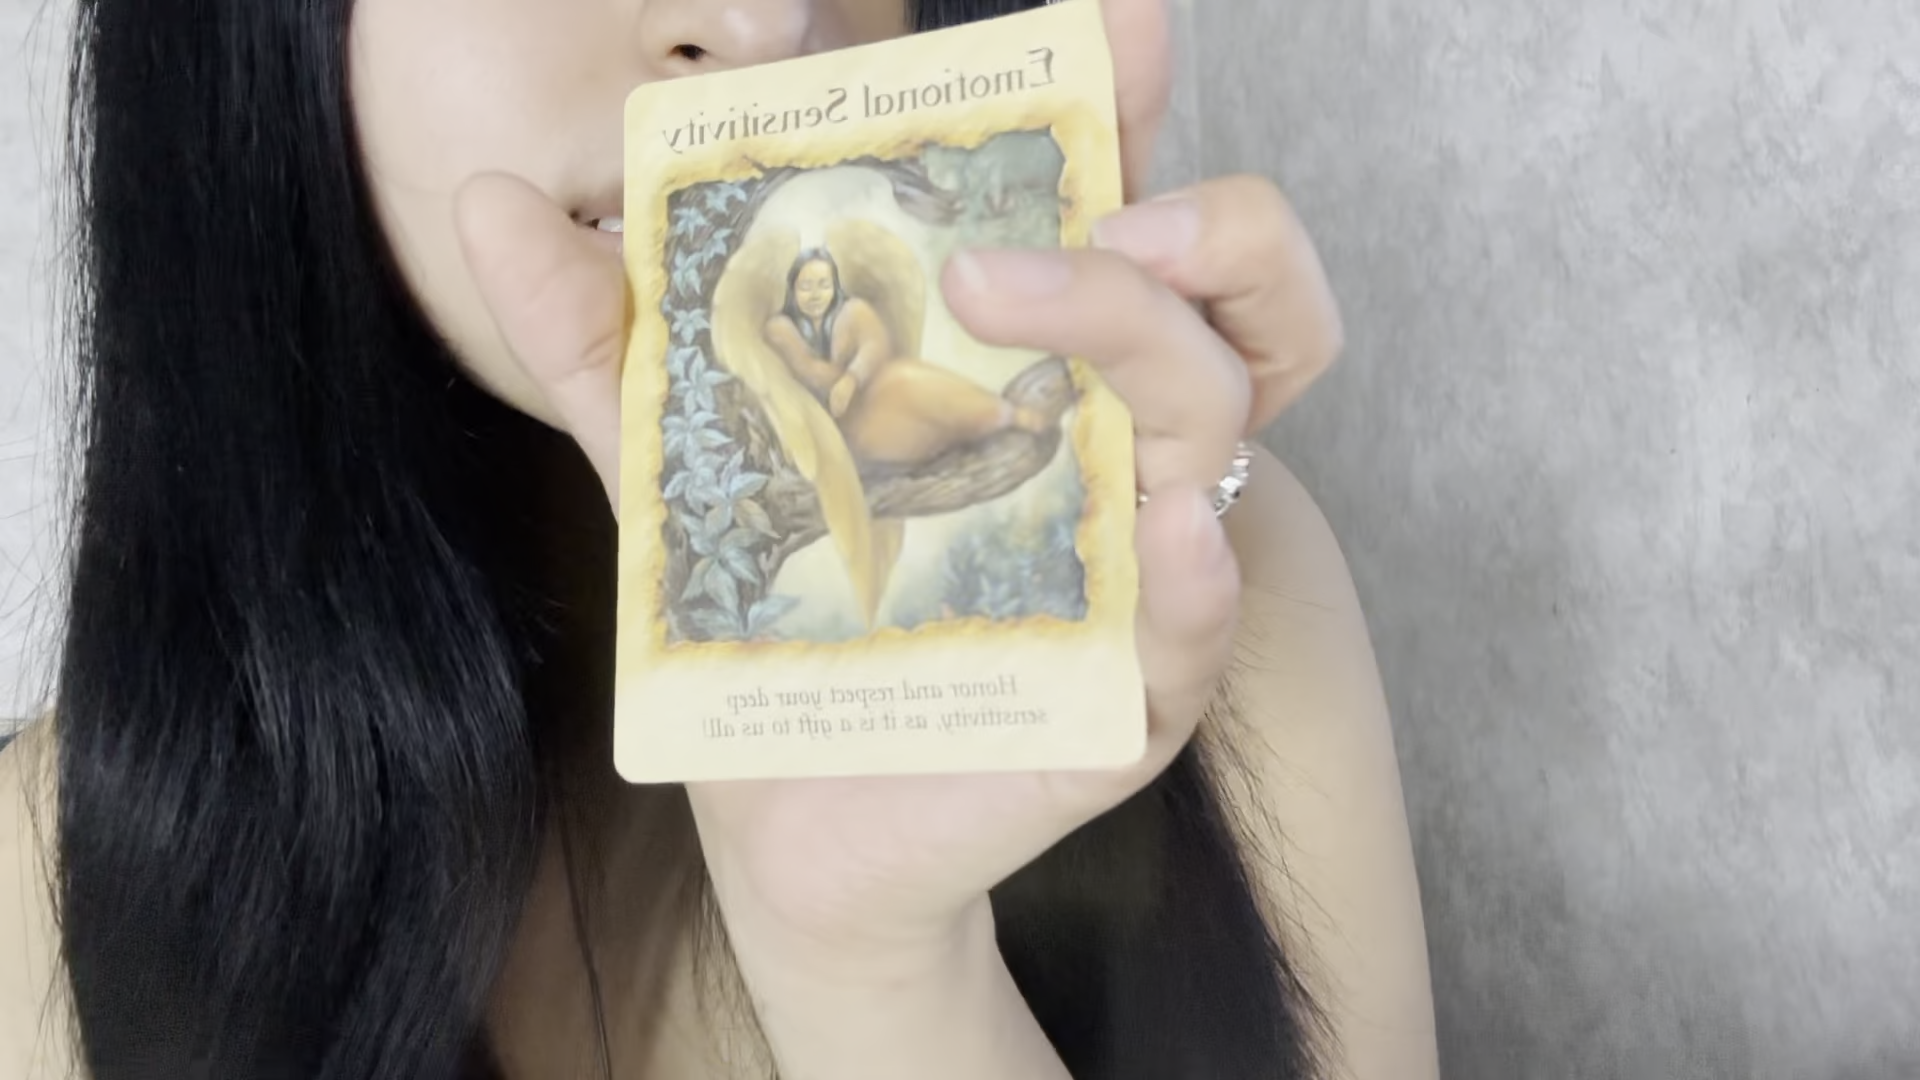 Emotional Sensitivity
Honor and respect your deep
sensitivity, as it is a gift to us all!